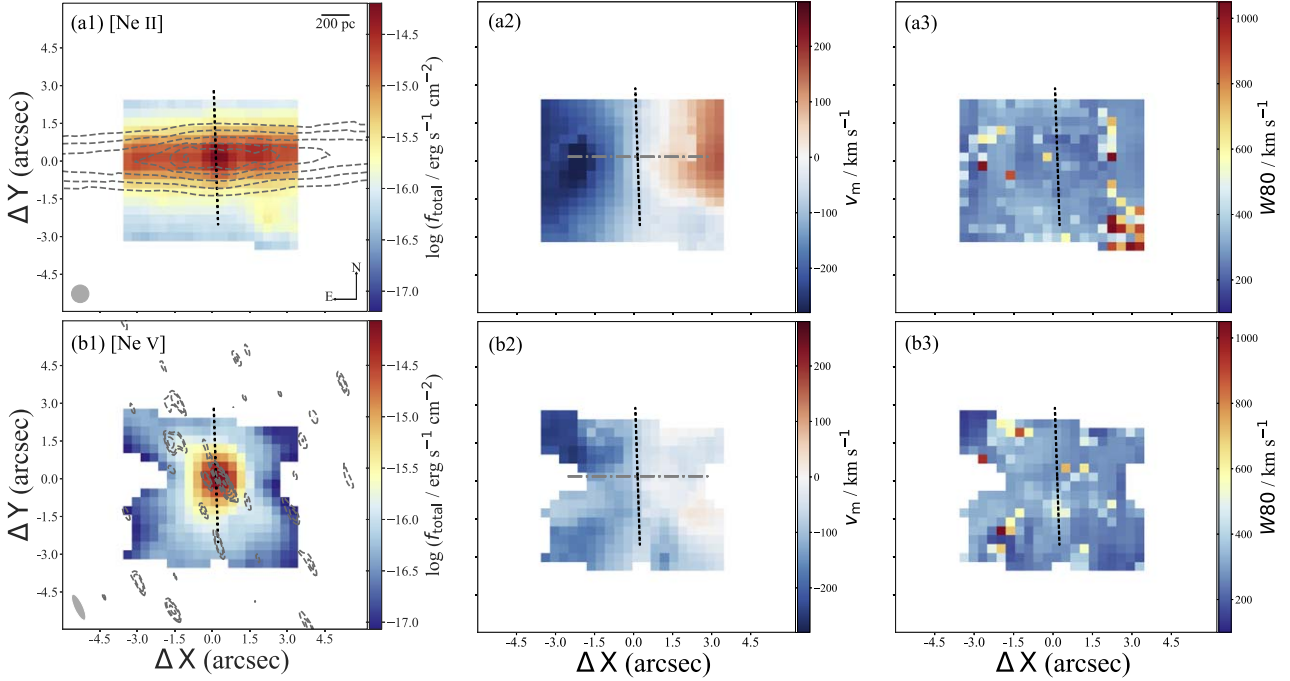 (a1) [Ne II]
200 pc
4.5
3.0
1.5
0.0
-1.5
-3.0
-4.5
Δ Y (arcsec)
N
E
−14.5
−15.0
−15.5
−16.0
−16.5
−17.0
log (f_total / erg s⁻¹ cm⁻²)
(a2)
200
100
0
−100
−200
v_m / km s⁻¹
(a3)
1000
800
600
400
200
W80 / km s⁻¹
(b1) [Ne V]
4.5
3.0
1.5
0.0
-1.5
-3.0
-4.5
Δ Y (arcsec)
-4.5 -3.0 -1.5 0.0 1.5 3.0 4.5
Δ X (arcsec)
−14.5
−15.0
−15.5
−16.0
−16.5
−17.0
log (f_total / erg s⁻¹ cm⁻²)
(b2)
-4.5 -3.0 -1.5 0.0 1.5 3.0 4.5
Δ X (arcsec)
200
100
0
−100
−200
v_m / km s⁻¹
(b3)
-4.5 -3.0 -1.5 0.0 1.5 3.0 4.5
Δ X (arcsec)
1000
800
600
400
200
W80 / km s⁻¹